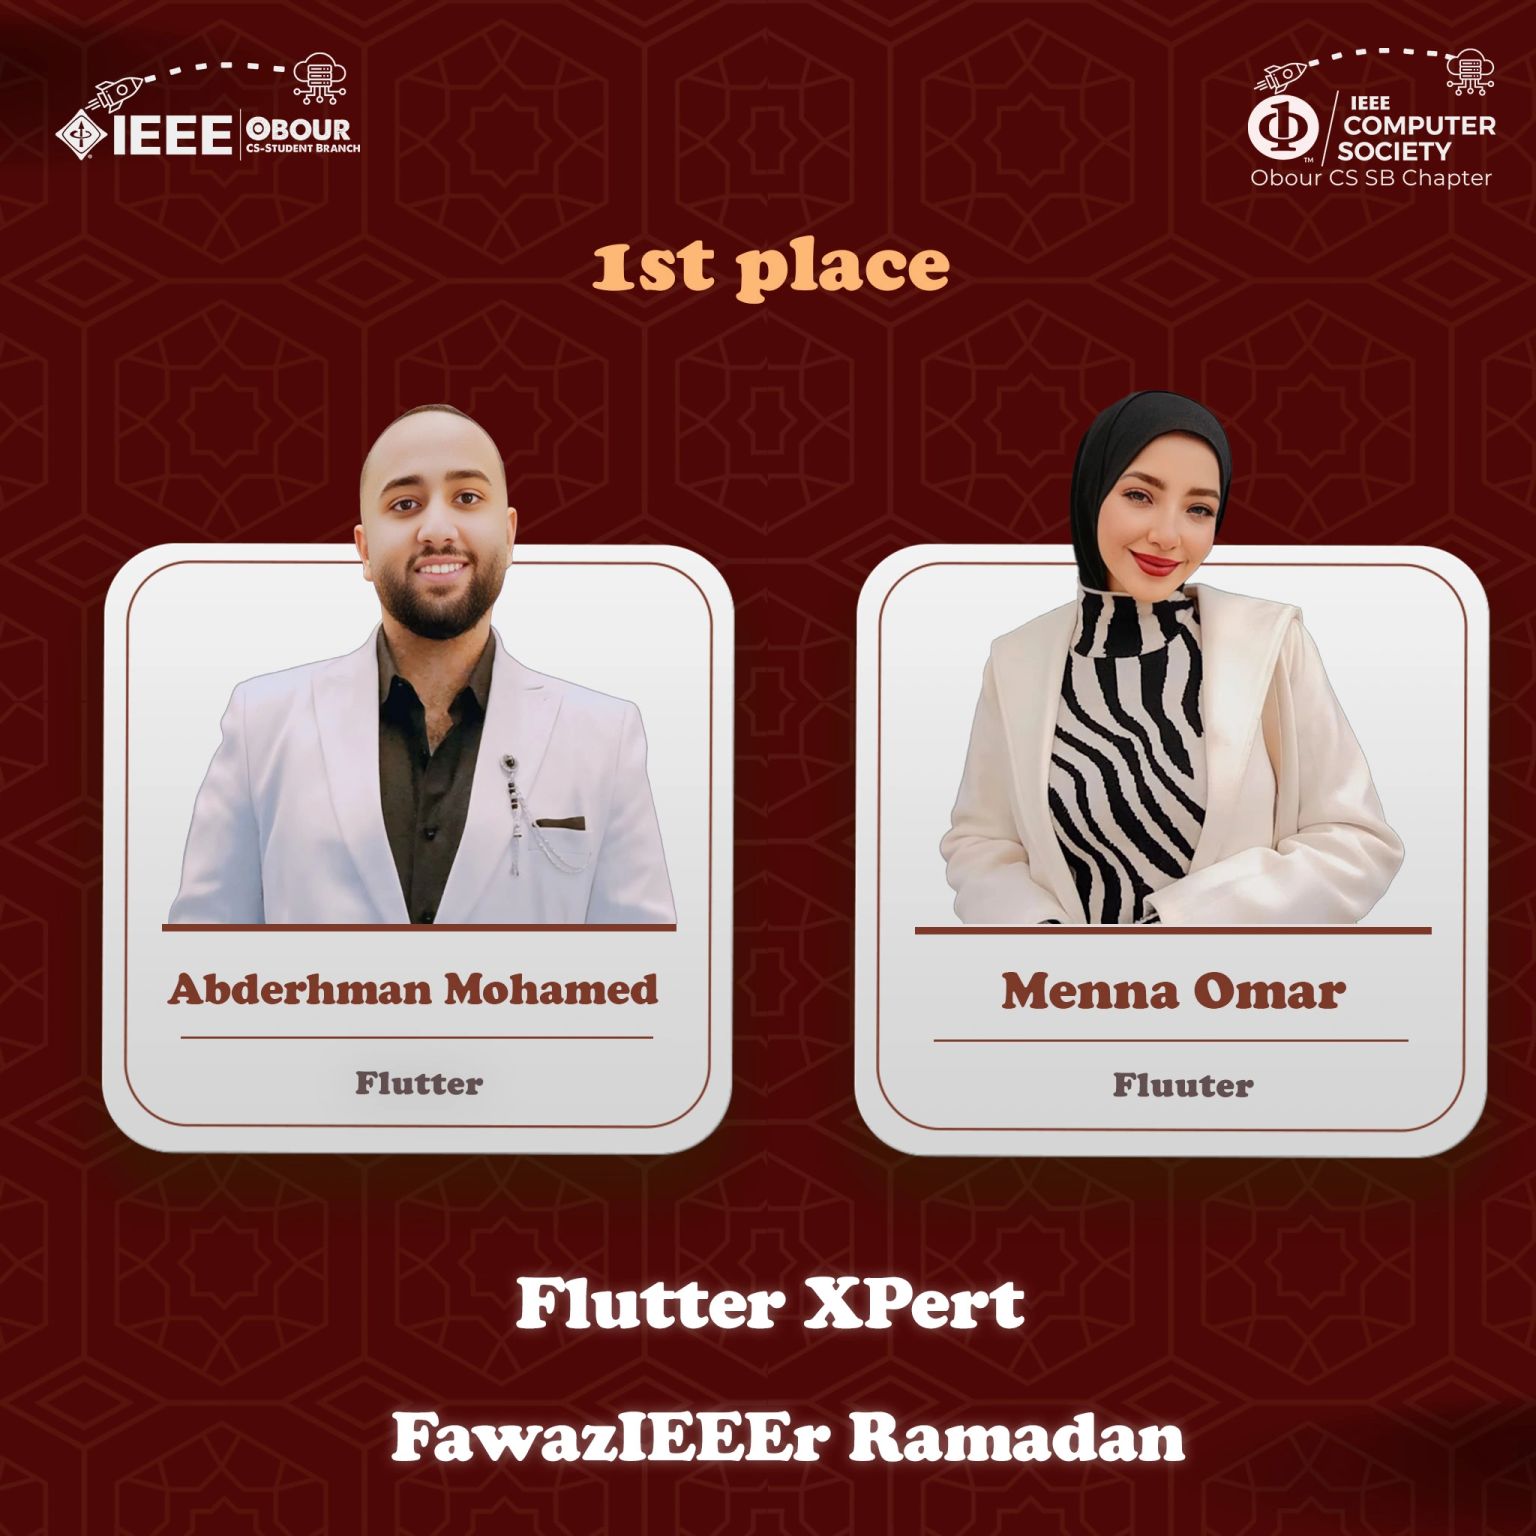 IEEE OBOUR
CS-STUDENT BRANCH
IEEE
COMPUTER
SOCIETY
TM
Obour CS SB Chapter
1st place
Abderhman Mohamed
Flutter
Menna Omar
Fluuter
Flutter XPert
FawazIEEEr Ramadan